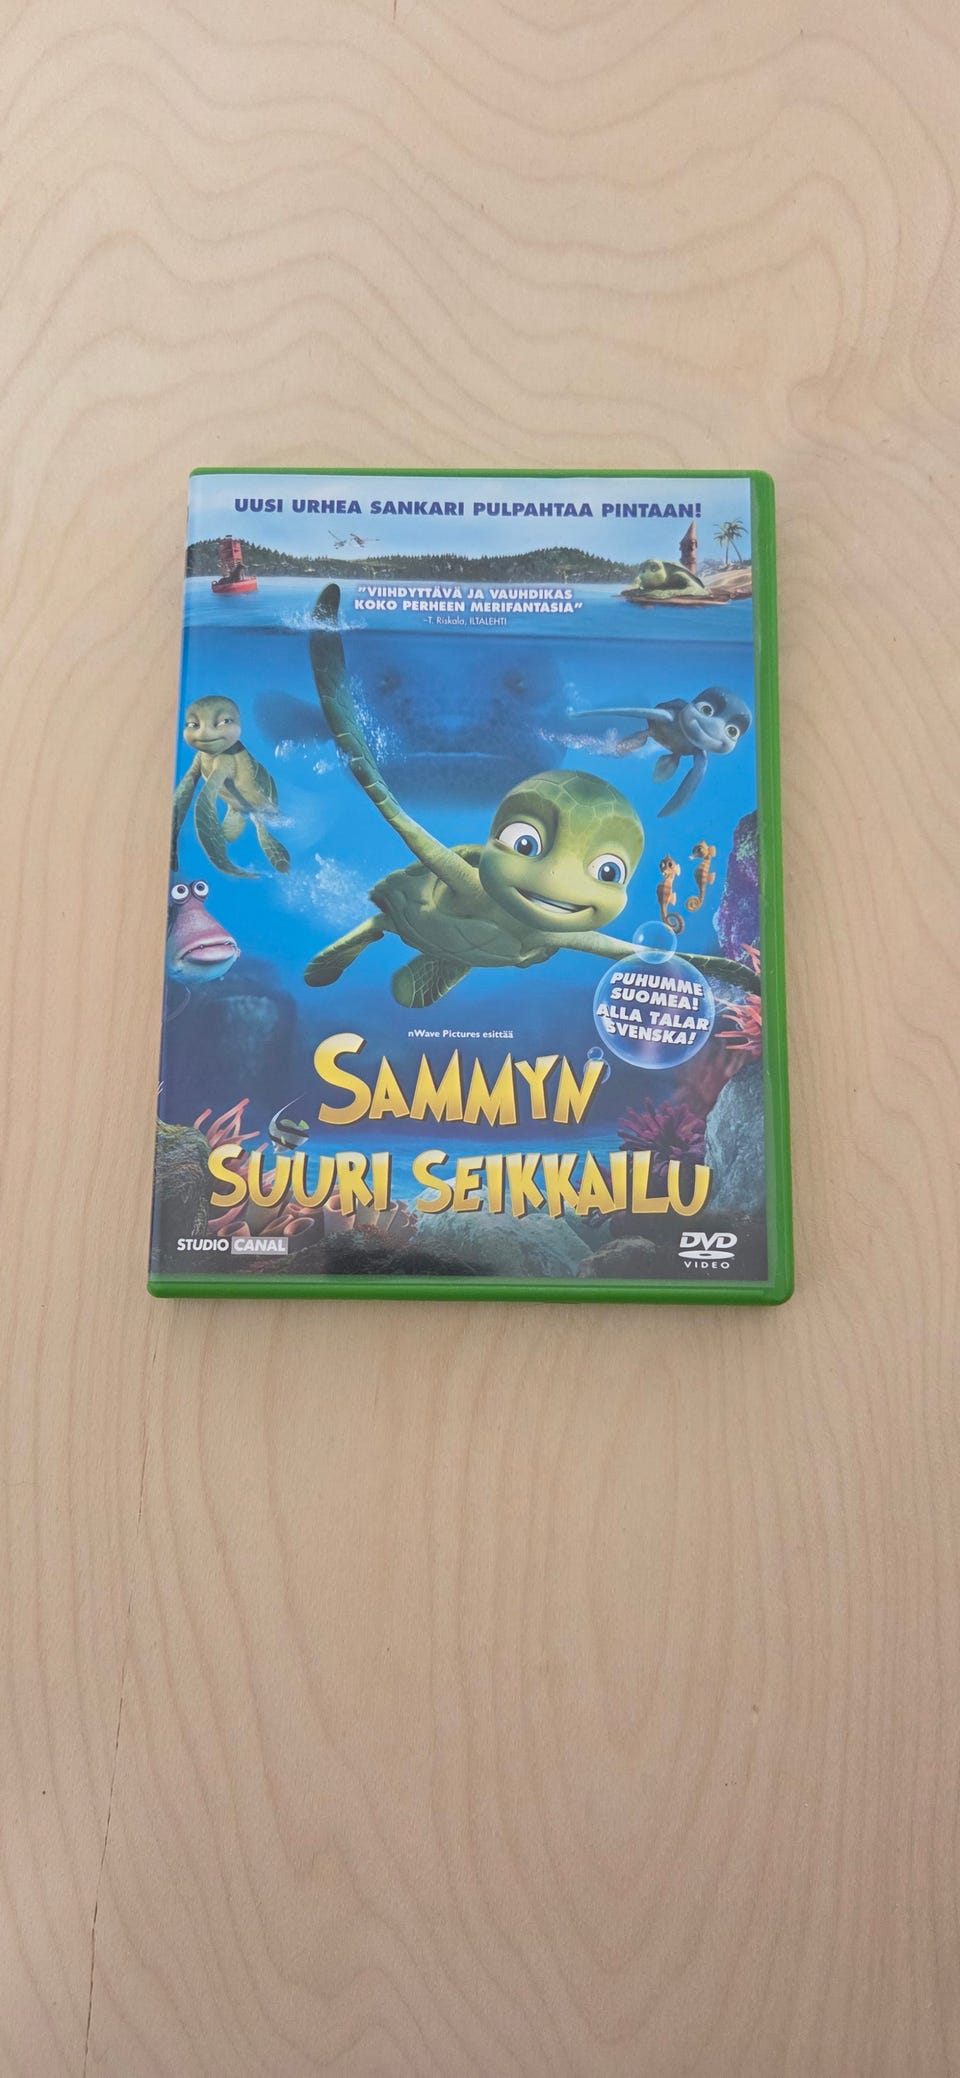 UUSI URHEA SANKARI PULPAHTAA PINTAAN!
"VIIHDYTTÄVÄ JA VAUHDIKAS
KOKO PERHEEN MERIFANTASIA"
-T. Riskala, ILTALEHTI
PUHUMME
SUOMEA!
ALLA TALAR
SVENSKA!
nWave Pictures esittää
SAMMYN
SUURI SEIKKAILU
STUDIO CANAL
DVD
VIDEO